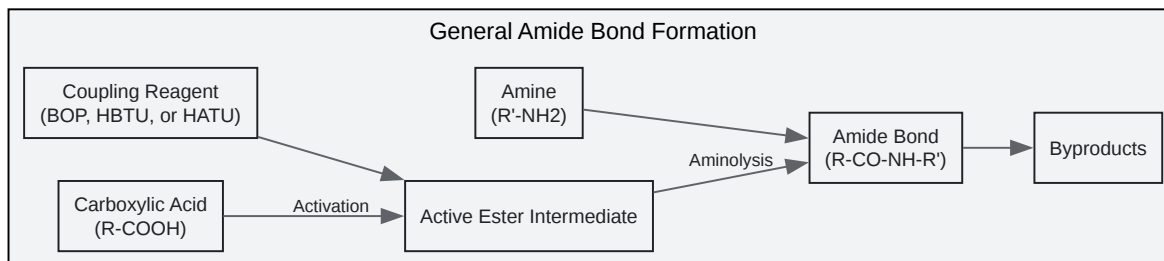 General Amide Bond Formation
Coupling Reagent
(BOP, HBTU, or HATU)
Amine
(R'-NH2)
Amide Bond
(R-CO-NH-R')
Byproducts
Aminolysis
Carboxylic Acid
(R-COOH)
Activation
Active Ester Intermediate